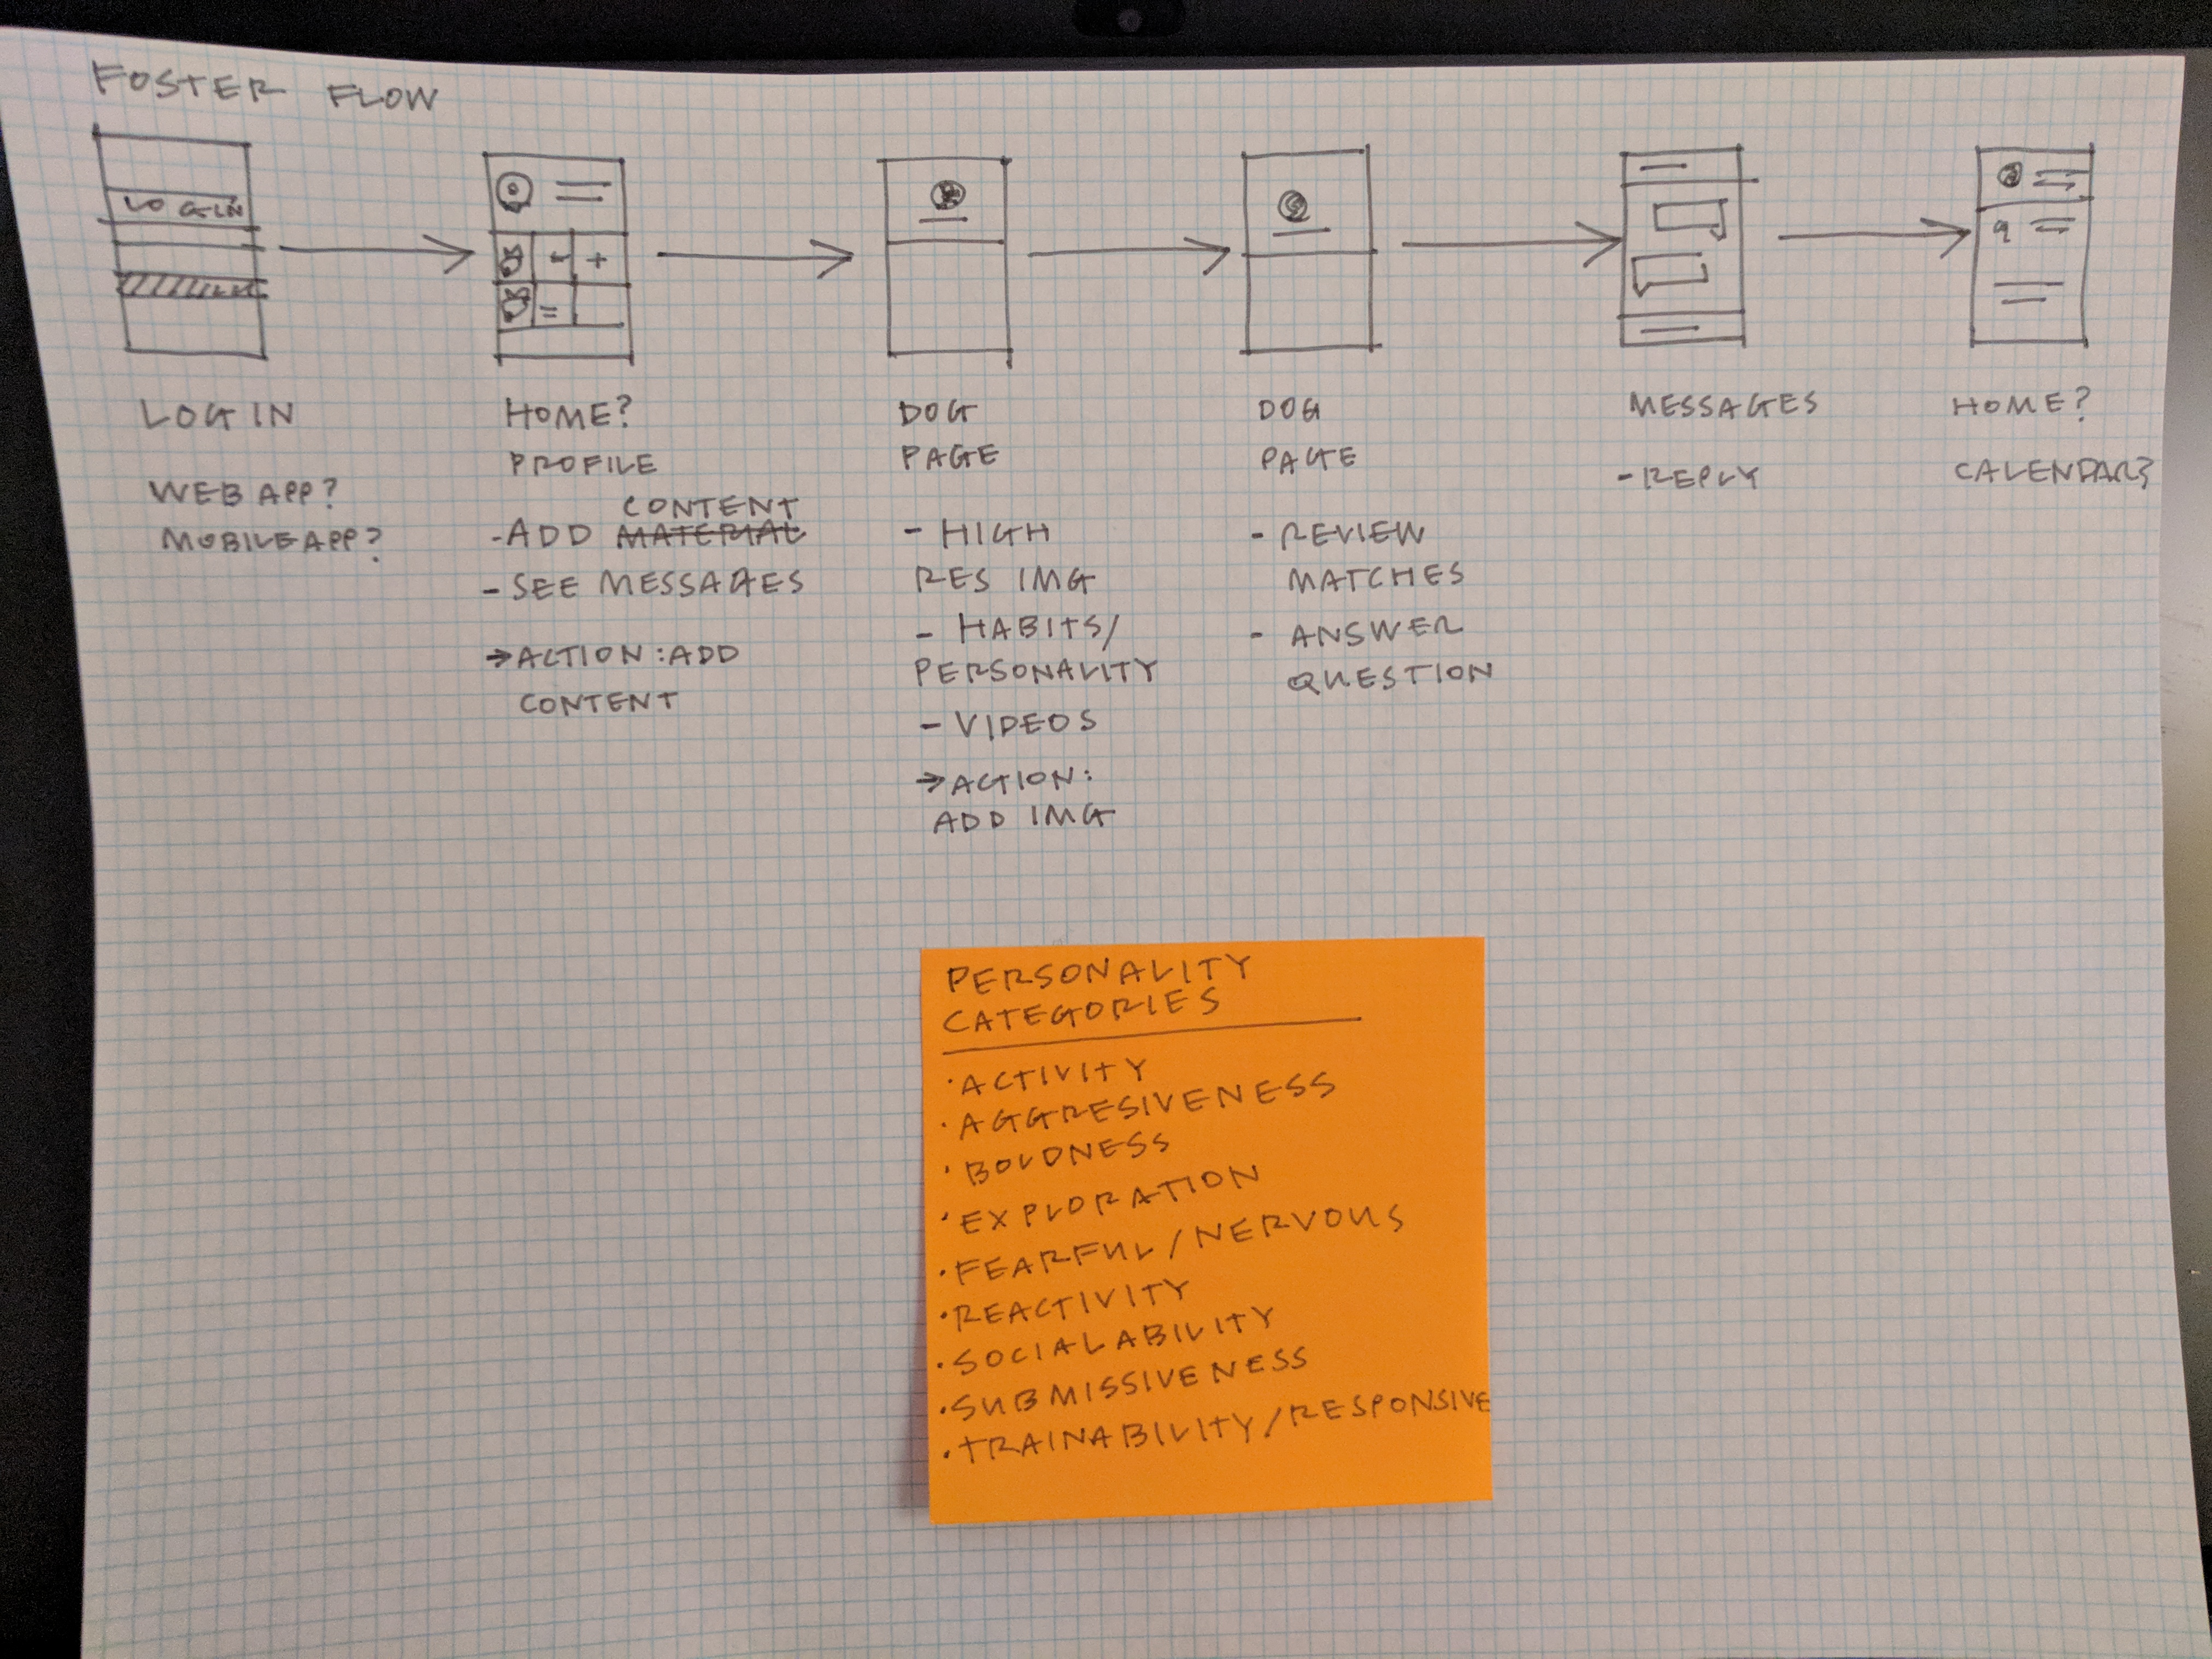 FOSTER FLOW
LOGIN
LOGIN
WEB APP?
MOBILE APP?
HOME?
PROFILE
CONTENT
-ADD MATERIAL
-SEE MESSAGES
→ACTION:ADD
CONTENT
DOG
PAGE
- HIGH
RES IMG
- HABITS/
PERSONALITY
- VIDEOS
→ACTION:
ADD IMG
DOG
PAGE
- REVIEW
MATCHES
- ANSWER
QUESTION
MESSAGES
-REPLY
HOME?
CALENDAR?
PERSONALITY
CATEGORIES
·ACTIVITY
·AGGRESIVENESS
·BOLDNESS
·EXPLORATION
·FEARFUL/NERVOUS
·REACTIVITY
·SOCIALABILITY
·SUBMISSIVENESS
·TRAINABILITY/RESPONSIVE